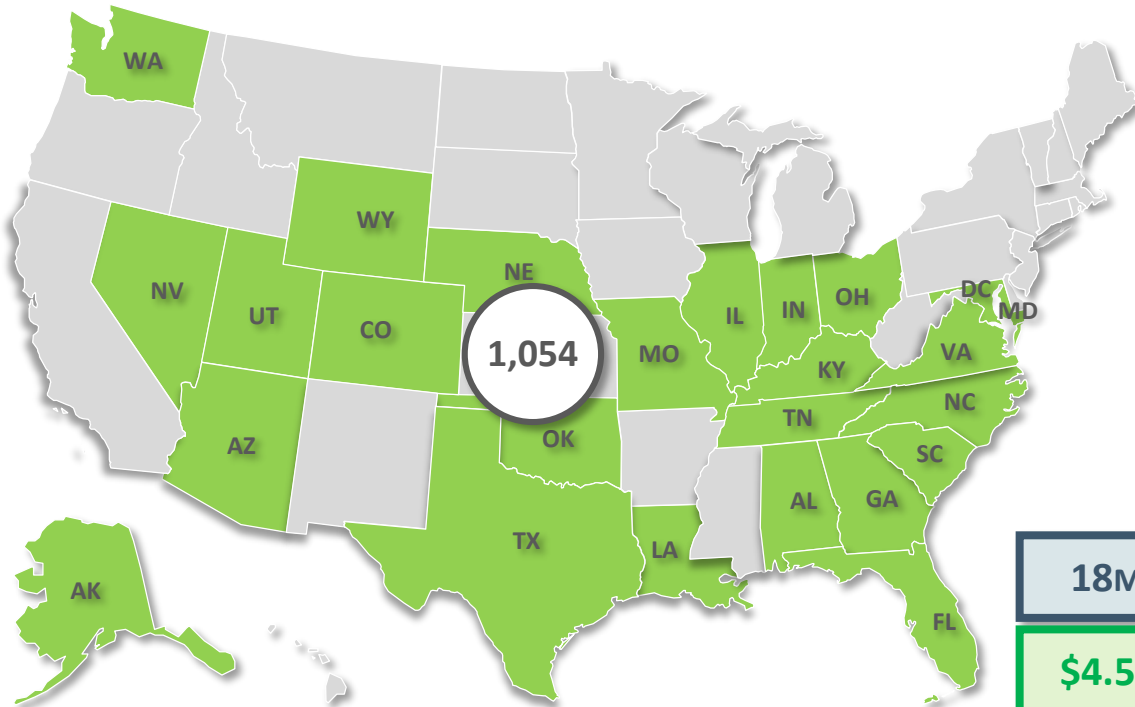 WA
WY
NE
NV
UT
CO
IL
IN
OH
DC
MD
1,054
MO
KY
VA
AZ
OK
TN
NC
SC
AL
GA
TX
LA
AK
FL
18M
$4.5